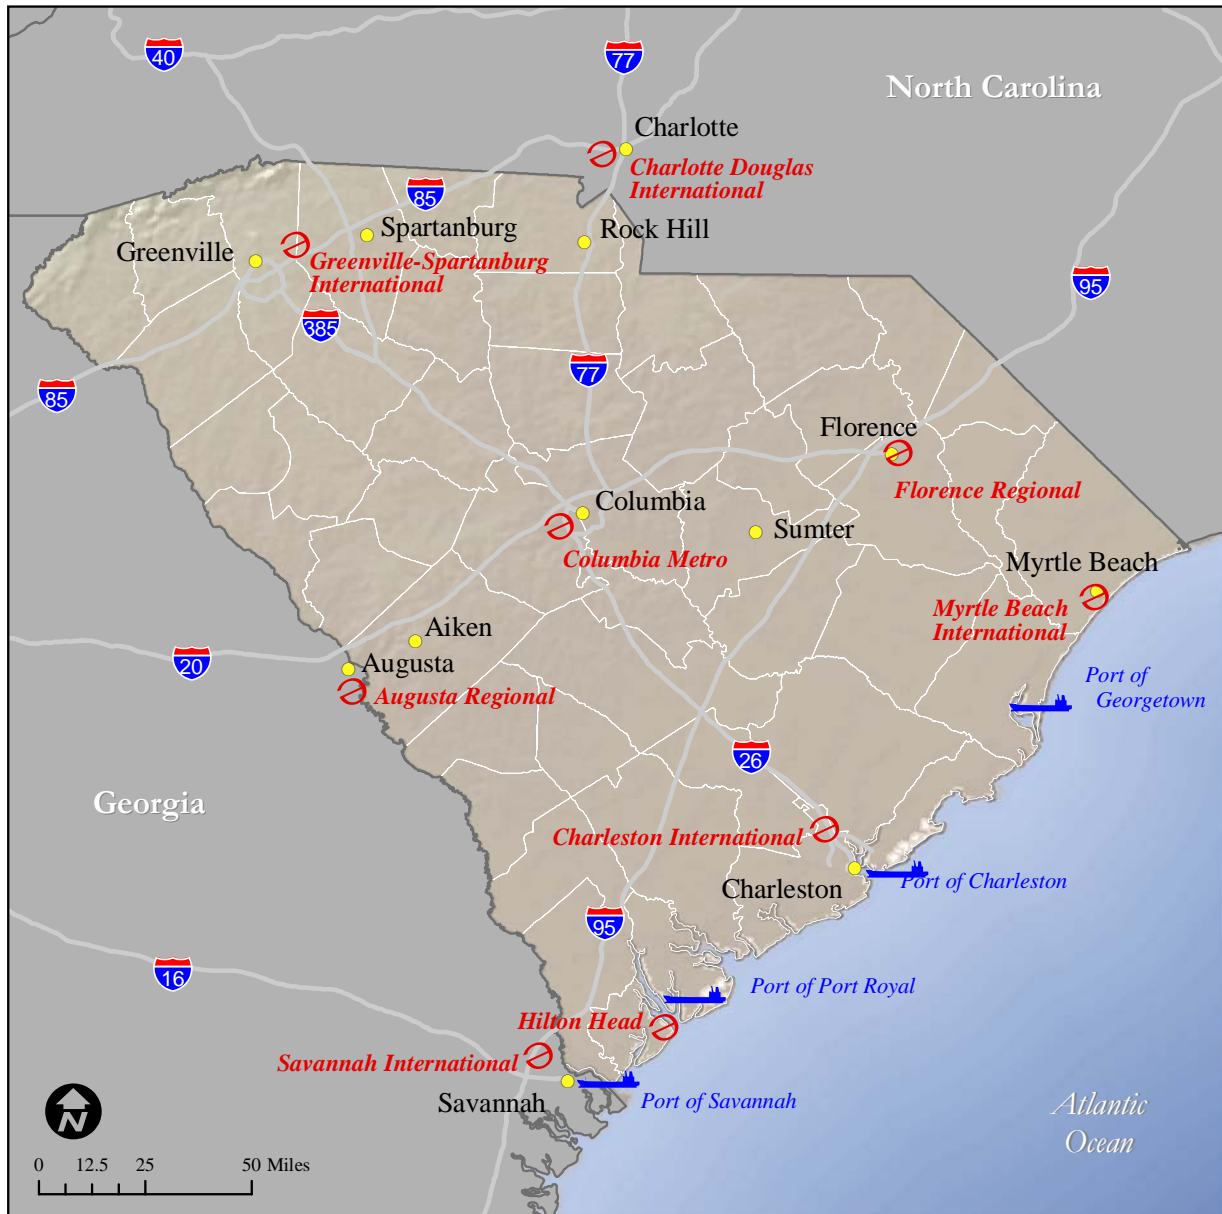 40
77
North Carolina
Charlotte
Charlotte Douglas
International
85
Spartanburg
Rock Hill
Greenville
Greenville-Spartanburg
International
95
385
77
85
Florence
Florence Regional
Columbia
Sumter
Columbia Metro
Myrtle Beach
Myrtle Beach
International
Aiken
20
Augusta
Augusta Regional
Port of
Georgetown
26
Georgia
Charleston International
Charleston
Port of Charleston
95
16
Port of Port Royal
Hilton Head
Savannah International
Savannah
Port of Savannah
Atlantic
Ocean
N
0 12.5 25 50 Miles